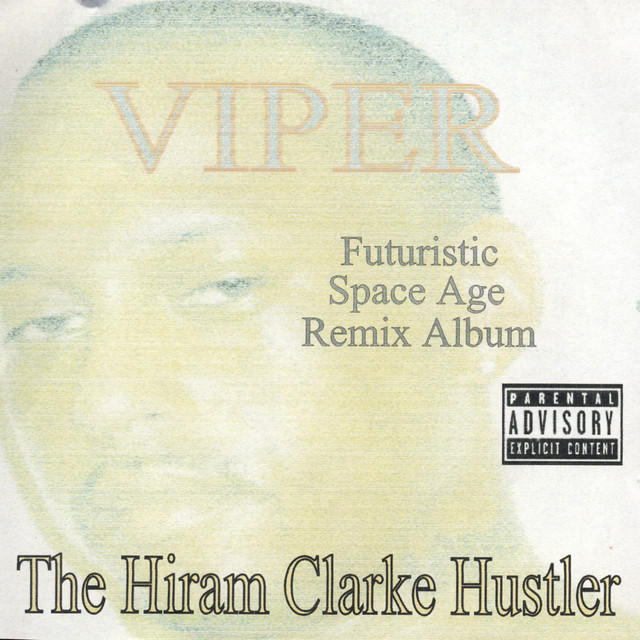 VIPER
Futuristic
Space Age
Remix Album
PARENTAL
ADVISORY
EXPLICIT CONTENT
The Hiram Clarke Hustler